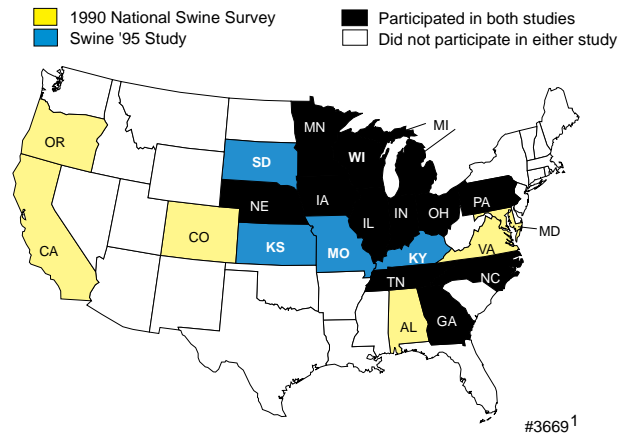 1990 National Swine Survey
Swine '95 Study
Participated in both studies
Did not participate in either study
MN
MI
OR
SD
WI
IA
PA
NE
IN
OH
IL
CO
MD
CA
KS
MO
KY
VA
TN
NC
AL
GA
#3669¹